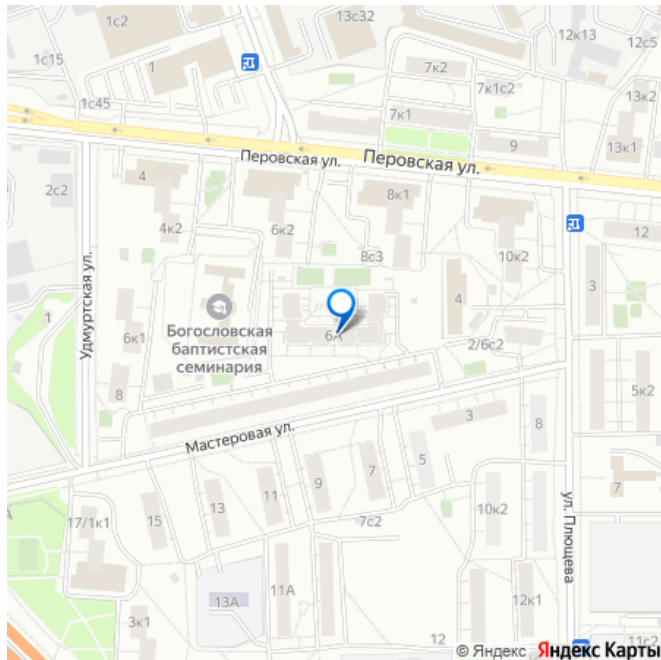 1с2
13с32
12к13
12с5
1с15
1
7к2
7к1с2
13к2
1с45
7к1
9
13к1
Перовская ул.
Перовская ул.
2с2
4
8к1
4к2
6к2
8с3
10к2
12
Удмуртская ул.
3
4
1
Богословская
баптистская
семинария
6А
6к1
2/6с2
8
5к2
Мастеровая ул.
3
8
5
7
9
11
13
15
7
10к2
17/1к1
7с2
ул. Плющева
11А
13А
12к1
3к1
12
11с2
© Яндекс Яндекс Карты